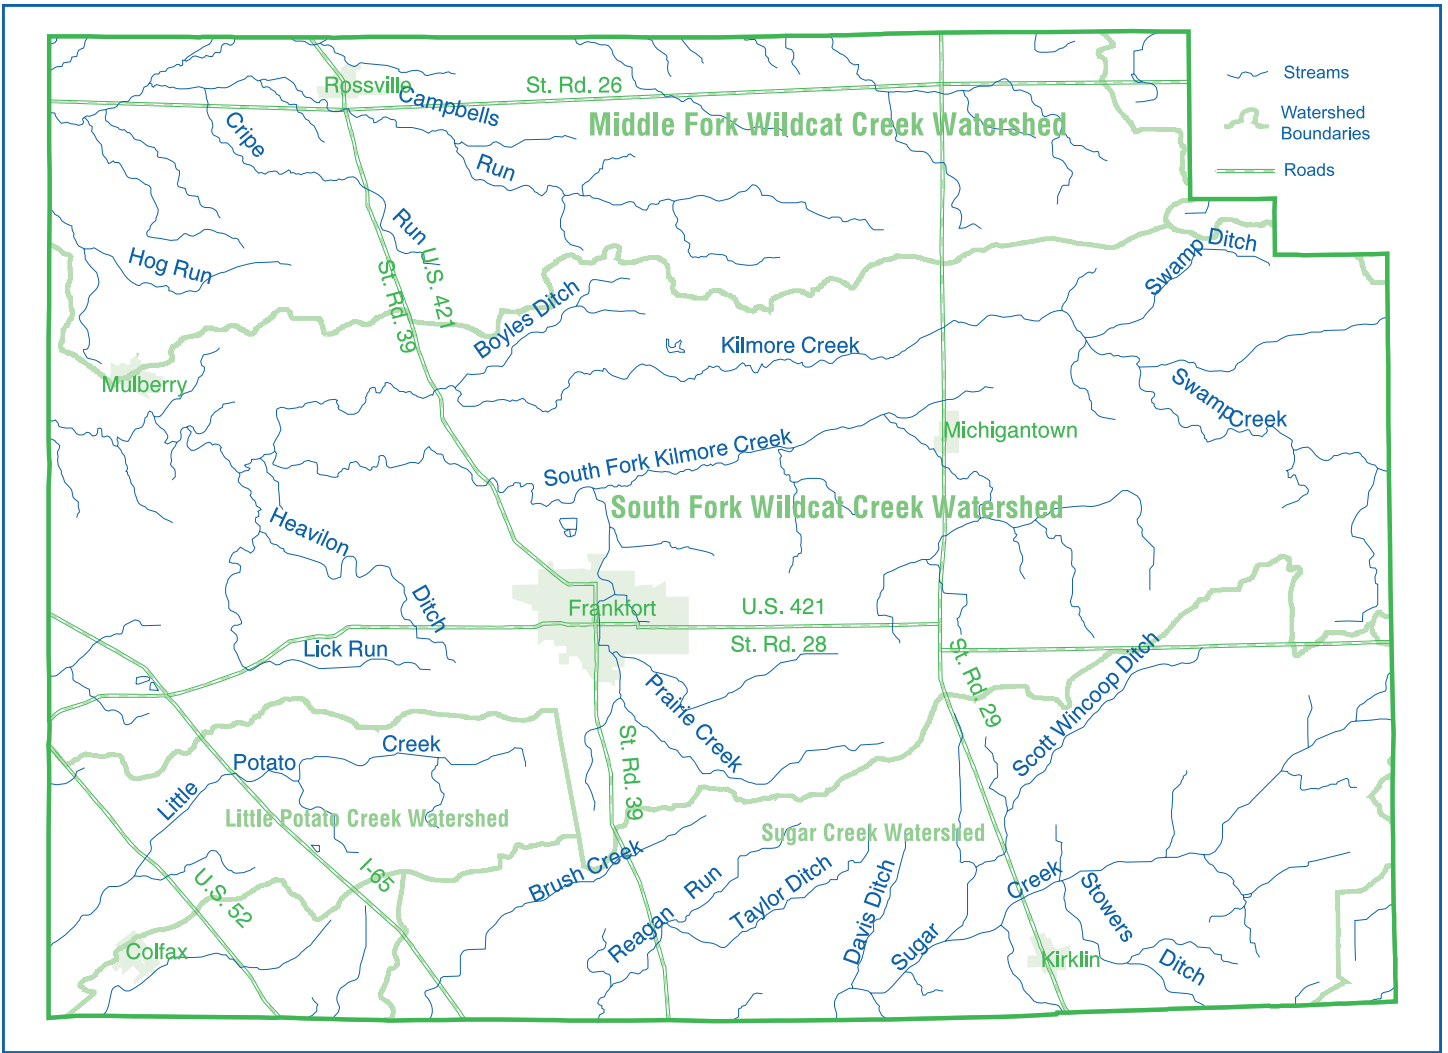 Streams
Watershed
Boundaries
Roads
Rossville
St. Rd. 26
Campbells
Run
Middle Fork Wildcat Creek Watershed
Cripe
Run
U.S. 421
St. Rd. 39
Hog Run
Swamp Ditch
Boyles Ditch
Kilmore Creek
Mulberry
Swamp Creek
Michigantown
South Fork Kilmore Creek
South Fork Wildcat Creek Watershed
Heavilon
Ditch
Frankfort
U.S. 421
St. Rd. 28
Lick Run
St. Rd. 29
Scott Wincoop Ditch
Prairie Creek
St. Rd. 39
Little
Potato
Creek
Little Potato Creek Watershed
Sugar Creek Watershed
I-65
U.S. 52
Brush Creek
Reagan
Run
Taylor Ditch
Davis Ditch
Sugar
Creek
Stowers
Ditch
Colfax
Kirklin